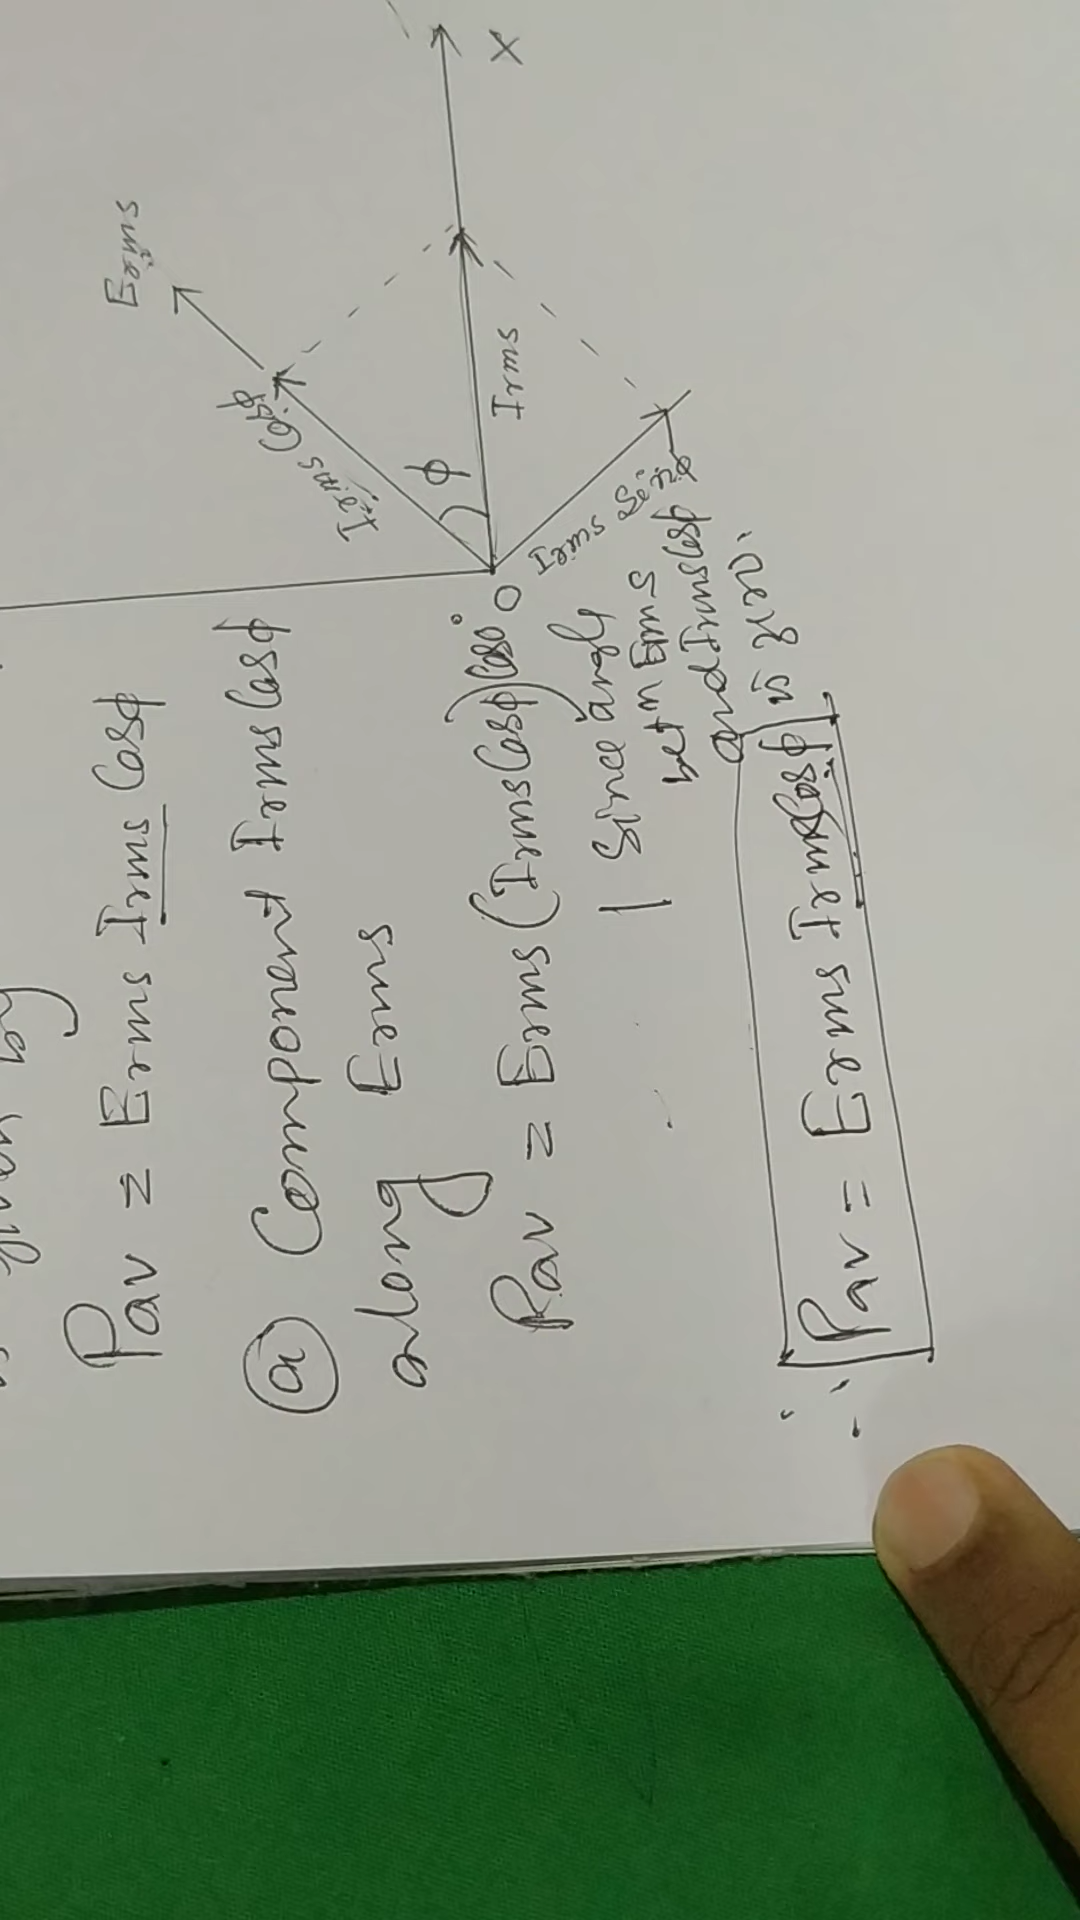 Pav = Erms Irms Cosφ
(a) Component Irms Cosφ
along Erms
Pav = Erms (Irms Cosφ) Cos0°
| Since angle
bet n Erms
and Irms Cosφ
is zero.
Pav = Erms Irms Cosφ
Erms
Irms Cosφ
φ
Irms
X
O
Irms Sinφ